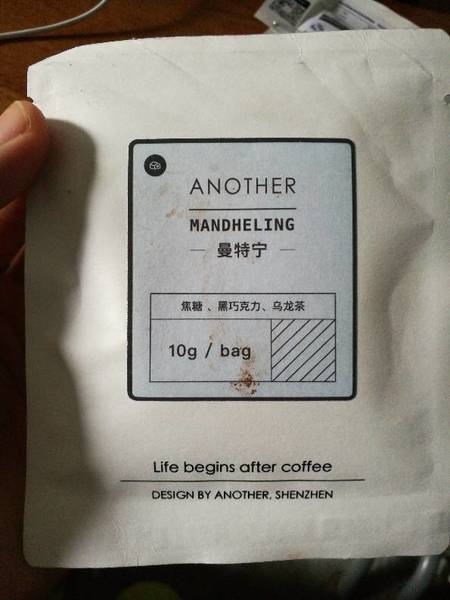 ANOTHER
MANDHELING
曼特宁
焦糖、黑巧克力、乌龙茶
10g / bag
Life begins after coffee
DESIGN BY ANOTHER, SHENZHEN